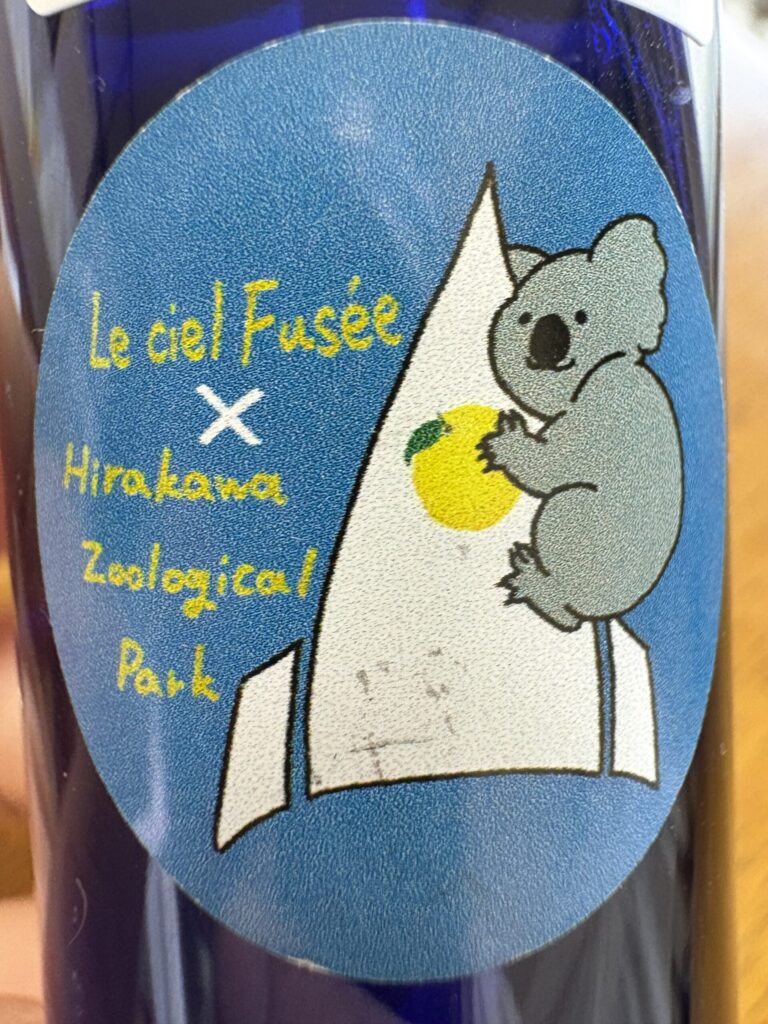 Le ciel Fusée
×
Hirakawa
Zoological
Park